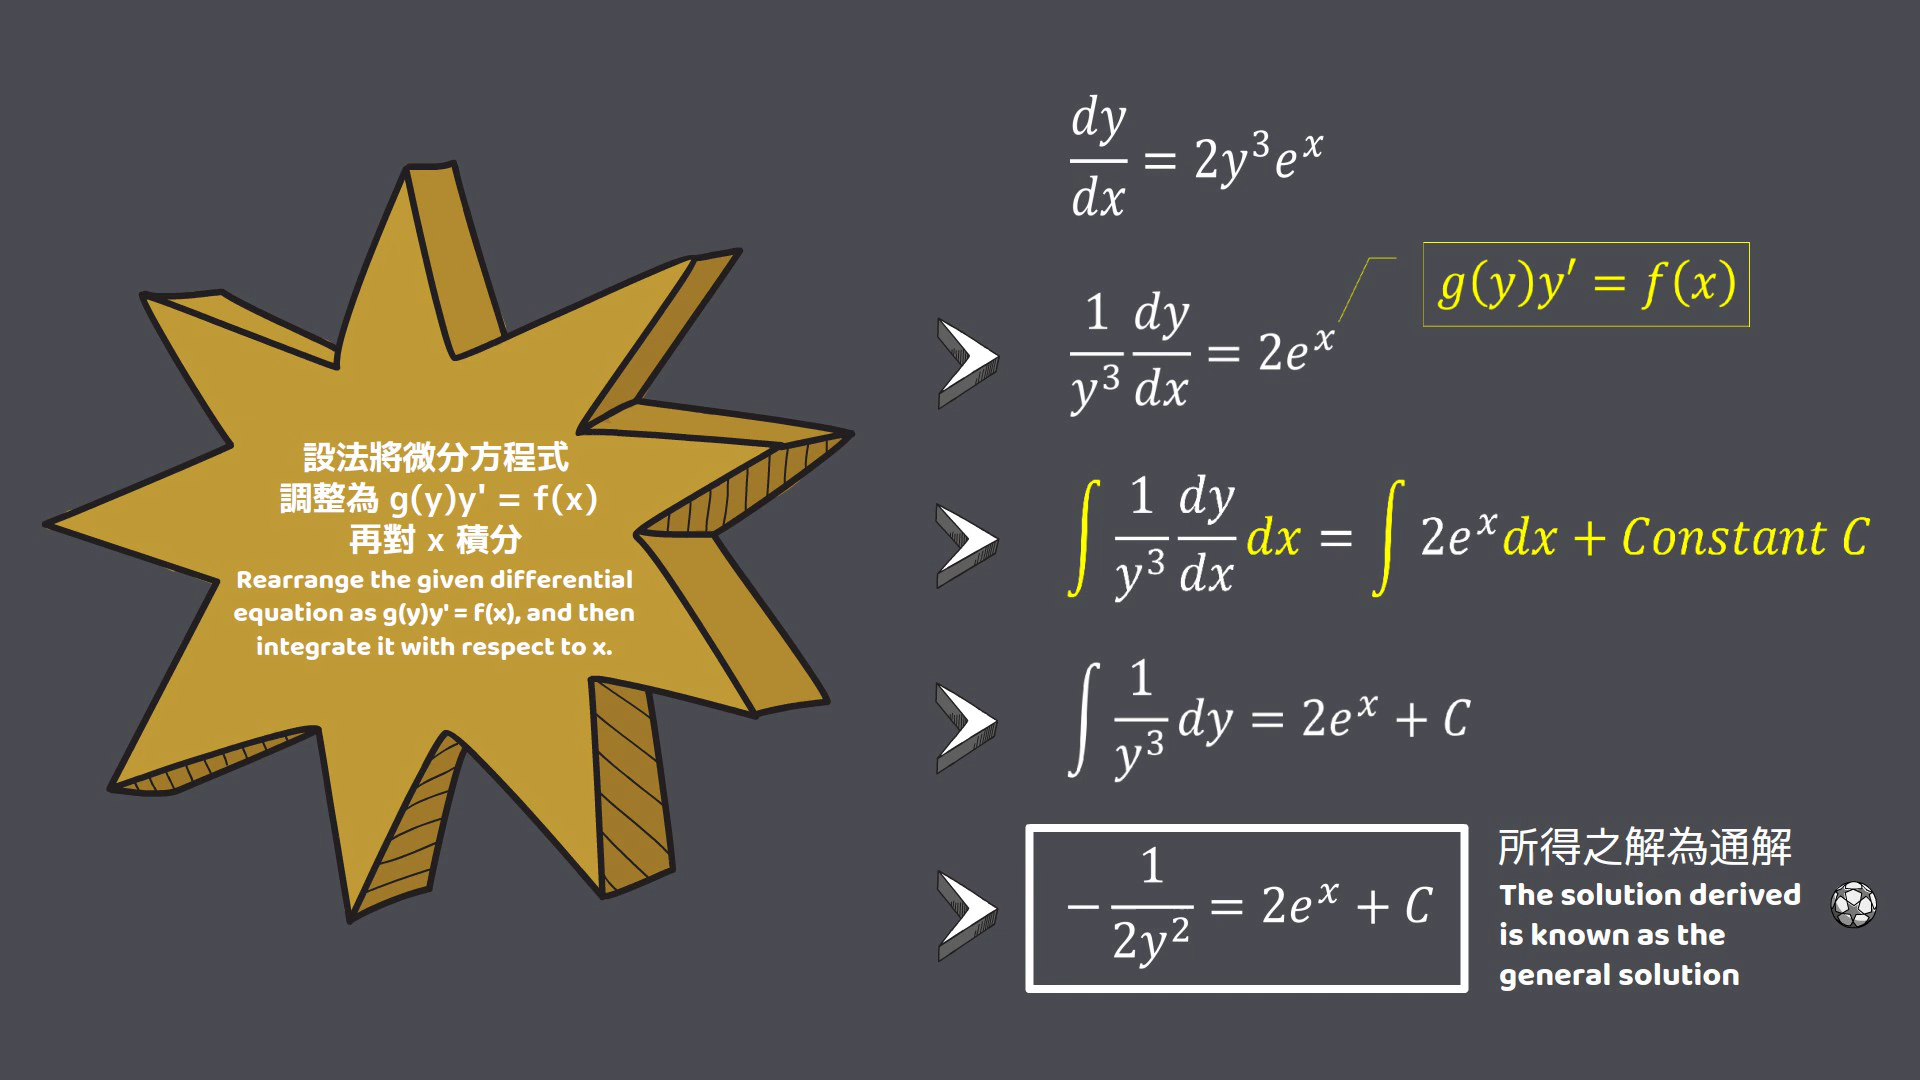 設法將微分方程式
調整為 g(y)y' = f(x)
再對 x 積分
Rearrange the given differential
equation as g(y)y' = f(x), and then
integrate it with respect to x.
dy/dx = 2y³eˣ
1/y³ dy/dx = 2eˣ
g(y)y′ = f(x)
∫ 1/y³ dy/dx dx = ∫ 2eˣdx + Constant C
∫ 1/y³ dy = 2eˣ + C
− 1/2y² = 2eˣ + C
所得之解為通解
The solution derived
is known as the
general solution